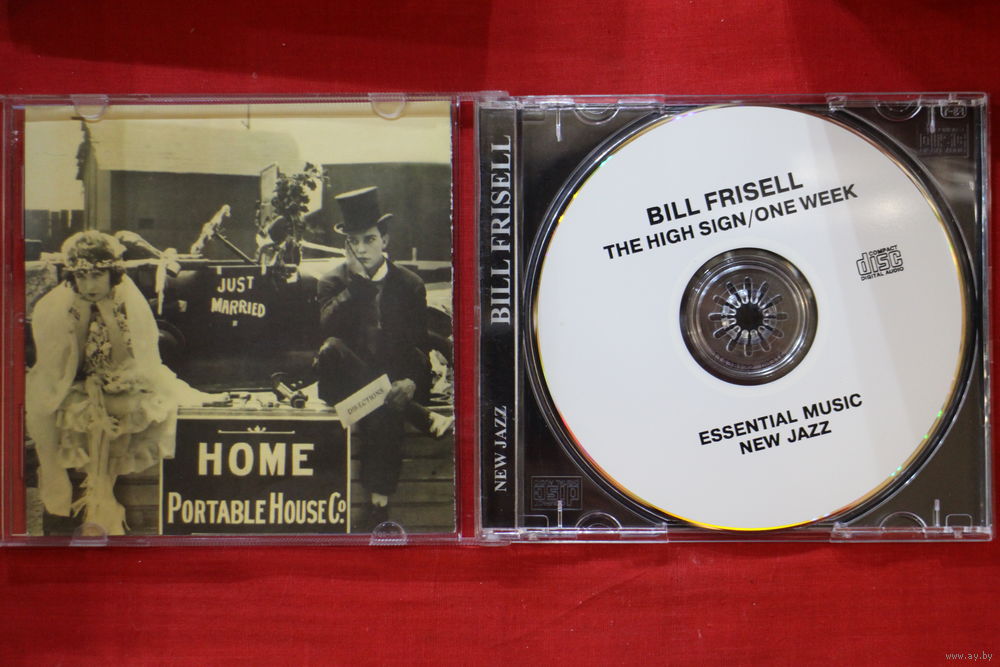 JUST
MARRIED
DIRECTIONS
HOME
PORTABLE HOUSE CO.
BILL FRISELL
NEW JAZZ
BILL FRISELL
THE HIGH SIGN/ONE WEEK
COMPACT
disc
DIGITAL AUDIO
ESSENTIAL MUSIC
NEW JAZZ
www.ay.by